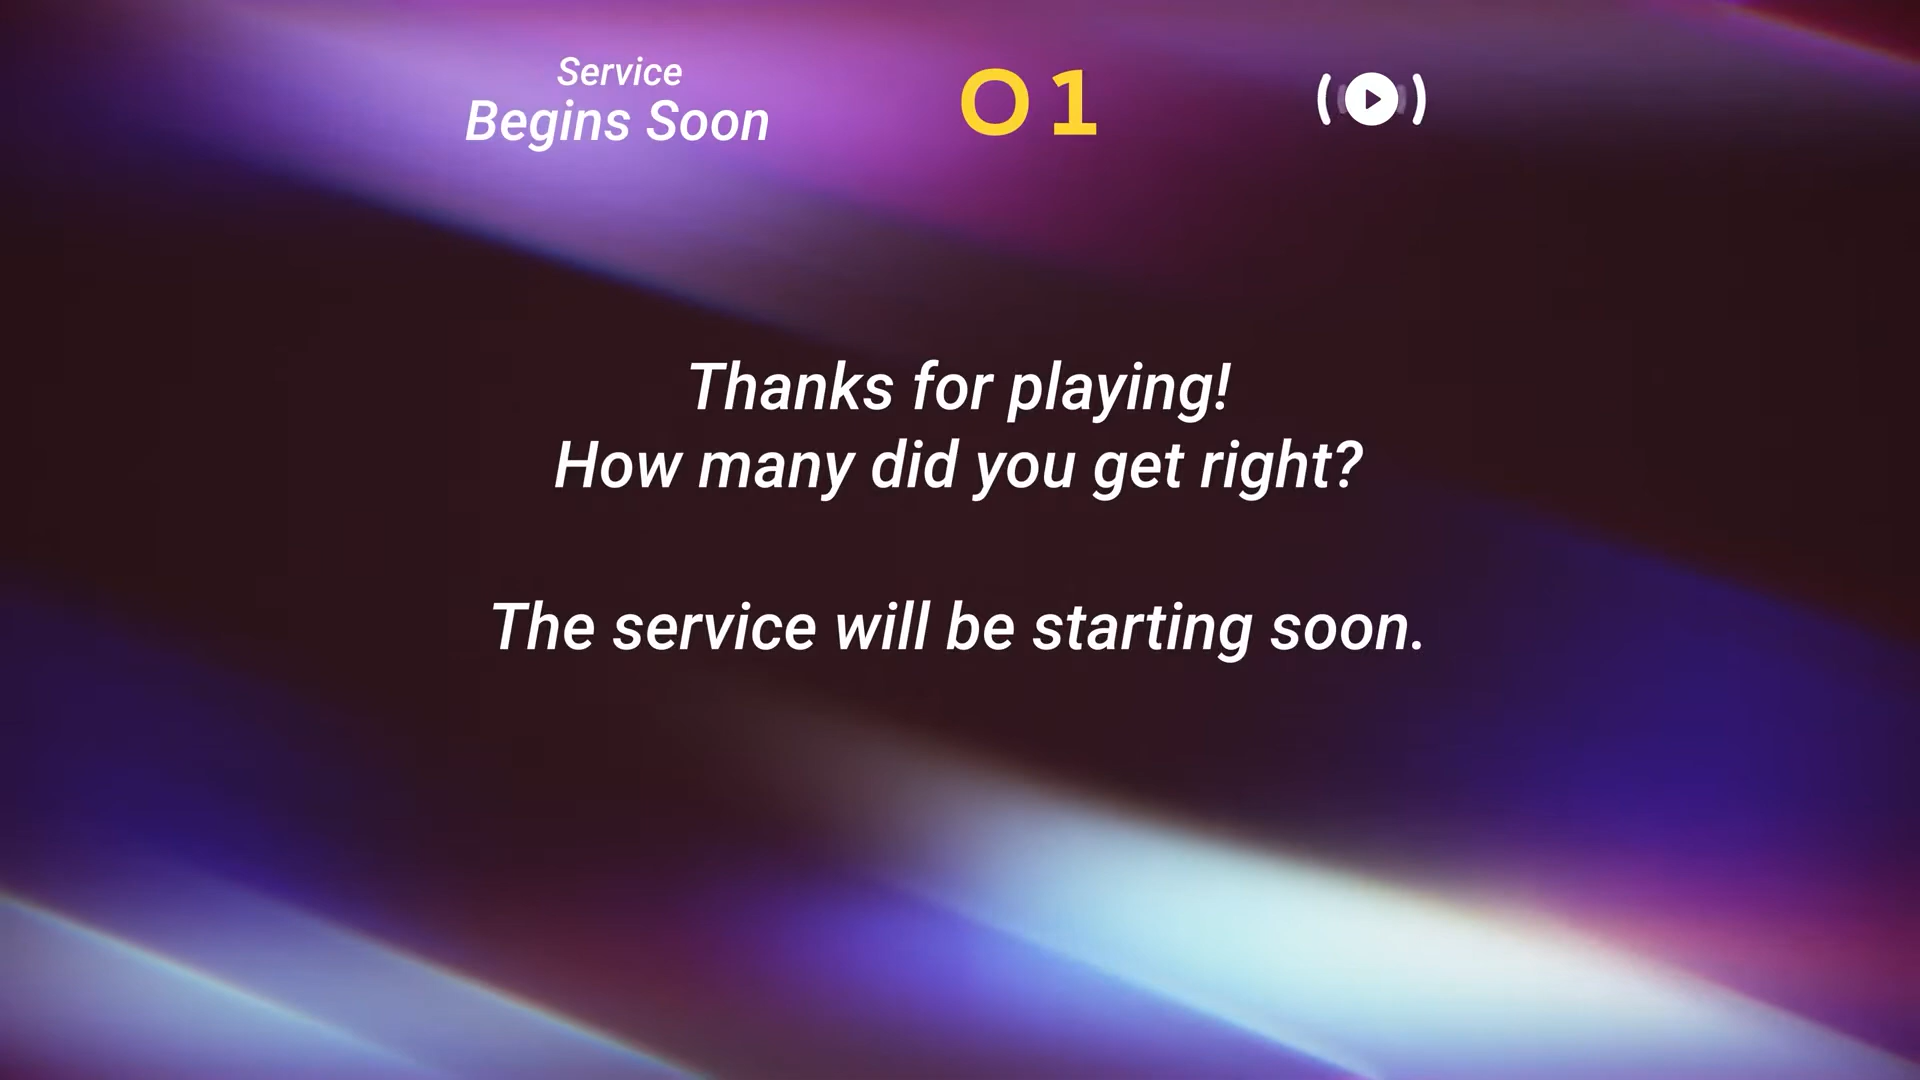 Service
Begins Soon
01
Thanks for playing!
How many did you get right?
The service will be starting soon.